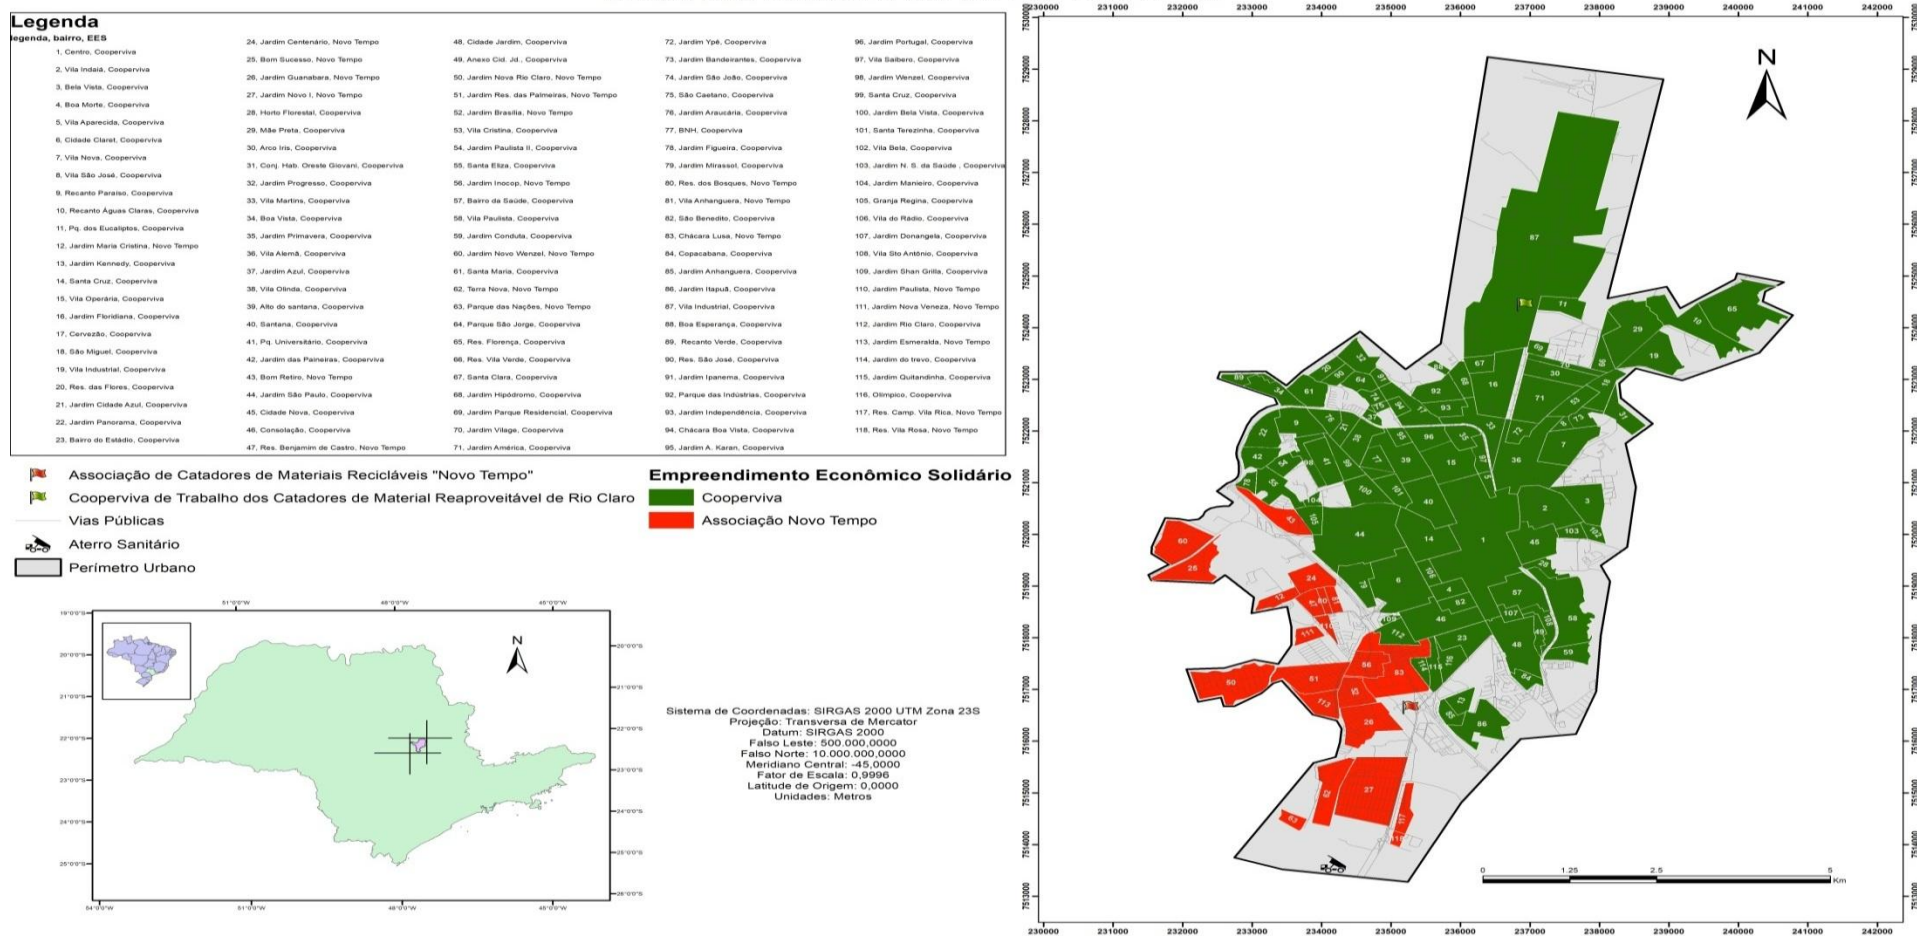 Legenda
legenda, bairro, EES
1, Centro, Cooperviva
2, Vila Indaiá, Cooperviva
3, Bela Vista, Cooperviva
4, Boa Morte, Cooperviva
5, Vila Aparecida, Cooperviva
6, Cidade Claret, Cooperviva
7, Vila Nova, Cooperviva
8, Vila São José, Cooperviva
9, Recanto Paraíso, Cooperviva
10, Recanto Águas Claras, Cooperviva
11, Pq. dos Eucaliptos, Cooperviva
12, Jardim Maria Cristina, Novo Tempo
13, Jardim Kennedy, Cooperviva
14, Santa Cruz, Cooperviva
15, Vila Operária, Cooperviva
16, Jardim Floridiana, Cooperviva
17, Cervezão, Cooperviva
18, São Miguel, Cooperviva
19, Vila Industrial, Cooperviva
20, Res. das Flores, Cooperviva
21, Jardim Cidade Azul, Cooperviva
22, Jardim Panorama, Cooperviva
23, Bairro do Estádio, Cooperviva
24, Jardim Centenário, Novo Tempo
25, Bom Sucesso, Novo Tempo
26, Jardim Guanabara, Novo Tempo
27, Jardim Novo I, Novo Tempo
28, Horto Florestal, Cooperviva
29, Mãe Preta, Cooperviva
30, Arco Iris, Cooperviva
31, Conj. Hab. Oreste Giovani, Cooperviva
32, Jardim Progresso, Cooperviva
33, Vila Martins, Cooperviva
34, Boa Vista, Cooperviva
35, Jardim Primavera, Cooperviva
36, Vila Alemã, Cooperviva
37, Jardim Azul, Cooperviva
38, Vila Olinda, Cooperviva
39, Alto do santana, Cooperviva
40, Santana, Cooperviva
41, Pq. Universitário, Cooperviva
42, Jardim das Paineiras, Cooperviva
43, Bom Retiro, Novo Tempo
44, Jardim São Paulo, Cooperviva
45, Cidade Nova, Cooperviva
46, Consolação, Cooperviva
47, Res. Benjamim de Castro, Novo Tempo
48, Cidade Jardim, Cooperviva
49, Anexo Cid. Jd., Cooperviva
50, Jardim Nova Rio Claro, Novo Tempo
51, Jardim Res. das Palmeiras, Novo Tempo
52, Jardim Brasília, Novo Tempo
53, Vila Cristina, Cooperviva
54, Jardim Paulista II, Cooperviva
55, Santa Eliza, Cooperviva
56, Jardim Inocop, Novo Tempo
57, Bairro da Saúde, Cooperviva
58, Vila Paulista, Cooperviva
59, Jardim Conduta, Cooperviva
60, Jardim Novo Wenzel, Novo Tempo
61, Santa Maria, Cooperviva
62, Terra Nova, Novo Tempo
63, Parque das Nações, Novo Tempo
64, Parque São Jorge, Cooperviva
65, Res. Florença, Cooperviva
66, Res. Vila Verde, Cooperviva
67, Santa Clara, Cooperviva
68, Jardim Hipódromo, Cooperviva
69, Jardim Parque Residencial, Cooperviva
70, Jardim Vilage, Cooperviva
71, Jardim América, Cooperviva
72, Jardim Ypê, Cooperviva
73, Jardim Bandeirantes, Cooperviva
74, Jardim São João, Cooperviva
75, São Caetano, Cooperviva
76, Jardim Araucária, Cooperviva
77, BNH, Cooperviva
78, Jardim Figueira, Cooperviva
79, Jardim Mirassol, Cooperviva
80, Res. dos Bosques, Novo Tempo
81, Vila Anhanguera, Novo Tempo
82, São Benedito, Cooperviva
83, Chácara Lusa, Novo Tempo
84, Copacabana, Cooperviva
85, Jardim Anhanguera, Cooperviva
86, Jardim Itapuã, Cooperviva
87, Vila Industrial, Cooperviva
88, Boa Esperança, Cooperviva
89, Recanto Verde, Cooperviva
90, Res. São José, Cooperviva
91, Jardim Ipanema, Cooperviva
92, Parque das Indústrias, Cooperviva
93, Jardim Independência, Cooperviva
94, Chácara Boa Vista, Cooperviva
95, Jardim A. Karan, Cooperviva
96, Jardim Portugal, Cooperviva
97, Vila Saibero, Cooperviva
98, Jardim Wenzel, Cooperviva
99, Santa Cruz, Cooperviva
100, Jardim Bela Vista, Cooperviva
101, Santa Terezinha, Cooperviva
102, Vila Bela, Cooperviva
103, Jardim N. S. da Saúde , Cooperviva
104, Jardim Manieiro, Cooperviva
105, Granja Regina, Cooperviva
106, Vila do Rádio, Cooperviva
107, Jardim Donangela, Cooperviva
108, Vila Sto Antônio, Cooperviva
109, Jardim Shan Grilla, Cooperviva
110, Jardim Paulista, Novo Tempo
111, Jardim Nova Veneza, Novo Tempo
112, Jardim Rio Claro, Cooperviva
113, Jardim Esmeralda, Novo Tempo
114, Jardim do trevo, Cooperviva
115, Jardim Quitandinha, Cooperviva
116, Olímpico, Cooperviva
117, Res. Camp. Vila Rica, Novo Tempo
118, Res. Vila Rosa, Novo Tempo
Associação de Catadores de Materiais Recicláveis "Novo Tempo"
Cooperviva de Trabalho dos Catadores de Material Reaproveitável de Rio Claro
Vias Públicas
Aterro Sanitário
Perímetro Urbano
Empreendimento Econômico Solidário
Cooperviva
Associação Novo Tempo
N
Sistema de Coordenadas: SIRGAS 2000 UTM Zona 23S
Projeção: Transversa de Mercator
Datum: SIRGAS 2000
Falso Leste: 500.000,0000
Falso Norte: 10.000.000,0000
Meridiano Central: -45,0000
Fator de Escala: 0,9996
Latitude de Origem: 0,0000
Unidades: Metros
230000 231000 232000 233000 234000 235000 236000 237000 238000 239000 240000 241000 242000
N
0 1.25 2.5 5
Km
230000 231000 232000 233000 234000 235000 236000 237000 238000 239000 240000 241000 242000